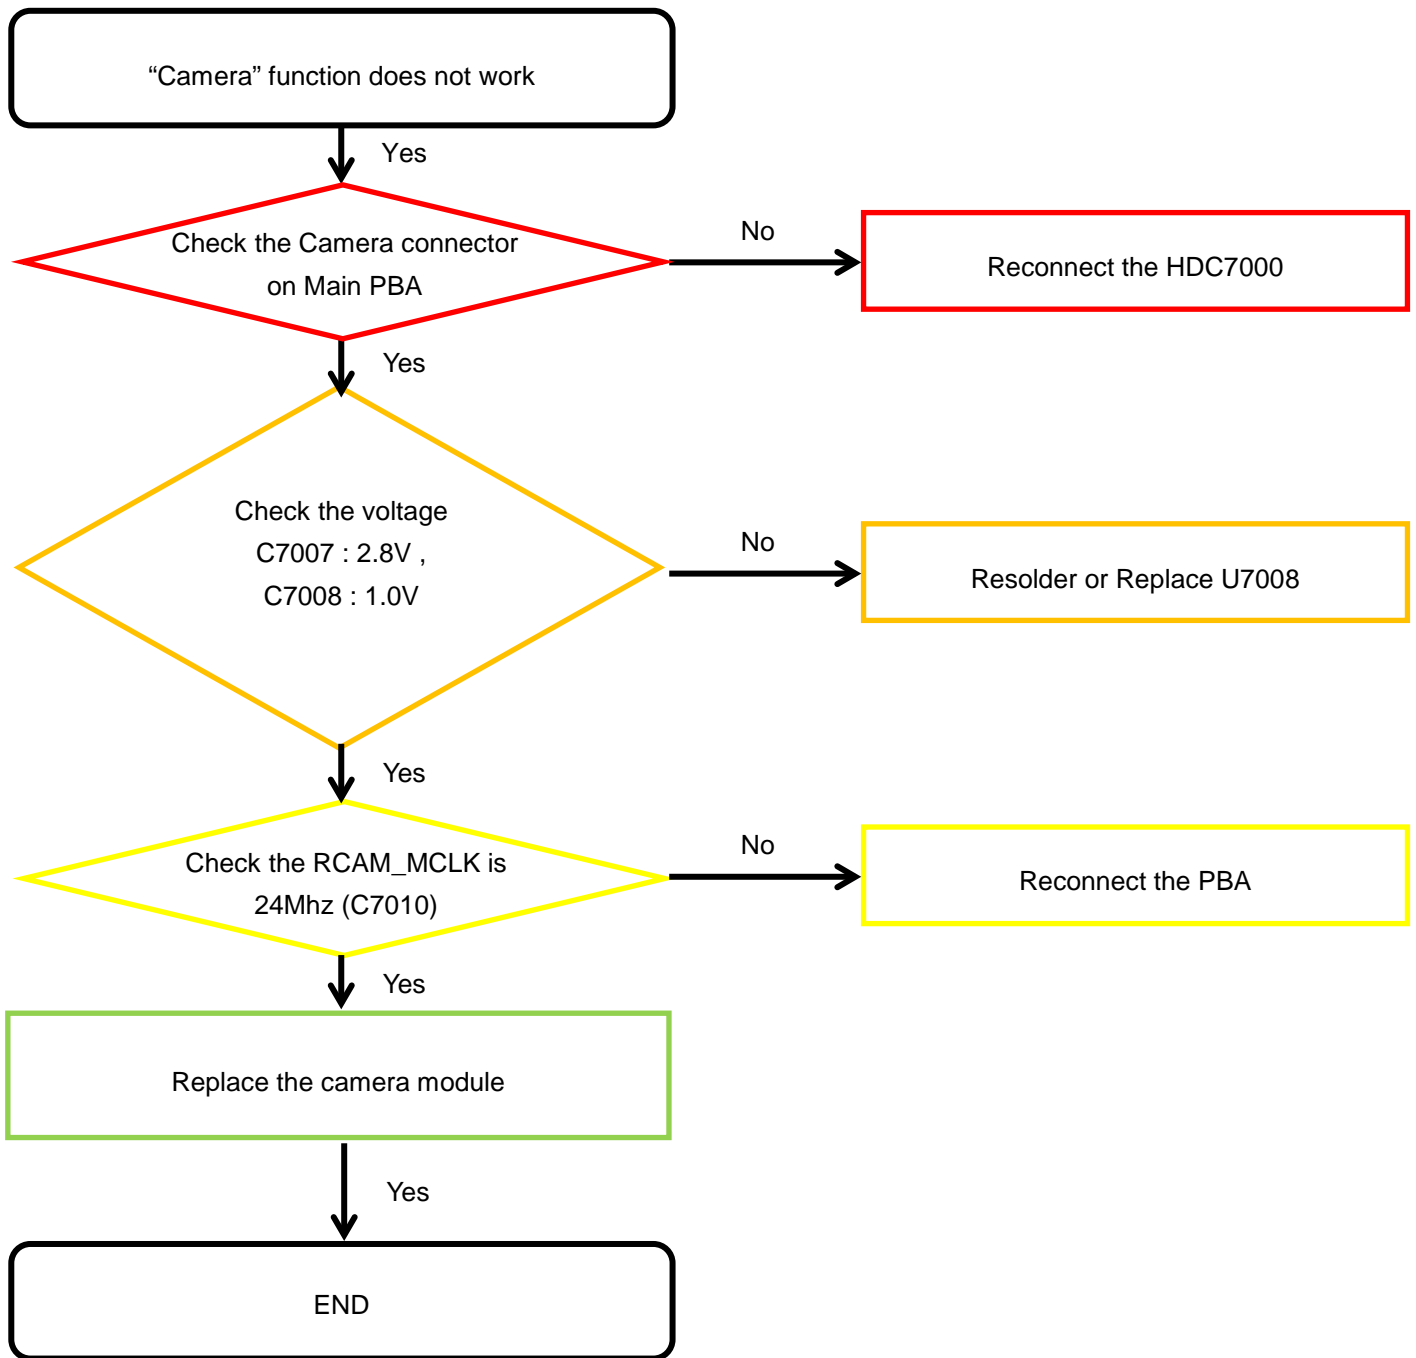 “Camera” function does not work
Yes
Check the Camera connector
on Main PBA
No
Reconnect the HDC7000
Yes
Check the voltage
C7007 : 2.8V ,
C7008 : 1.0V
No
Resolder or Replace U7008
Yes
Check the RCAM_MCLK is
24Mhz (C7010)
No
Reconnect the PBA
Yes
Replace the camera module
Yes
END